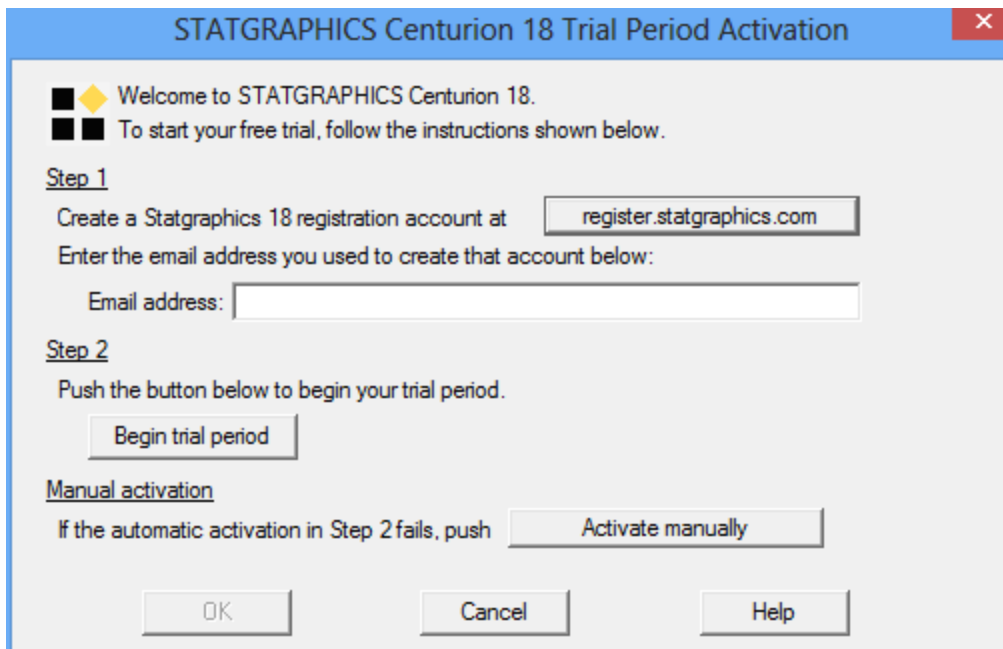 STATGRAPHICS Centurion 18 Trial Period Activation
Welcome to STATGRAPHICS Centurion 18.
To start your free trial, follow the instructions shown below.
Step 1
Create a Statgraphics 18 registration account at register.statgraphics.com
Enter the email address you used to create that account below:
Email address:
Step 2
Push the button below to begin your trial period.
Begin trial period
Manual activation
If the automatic activation in Step 2 fails, push Activate manually
OK Cancel Help